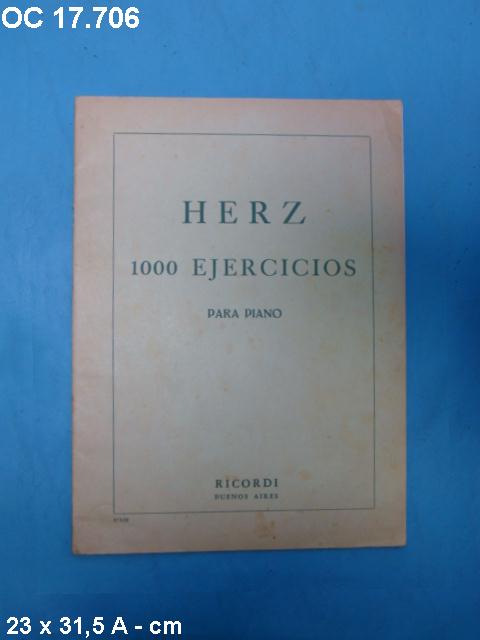 OC 17.706
HERZ
1000 EJERCICIOS
PARA PIANO
RICORDI
BUENOS AIRES
23 x 31,5 A - cm